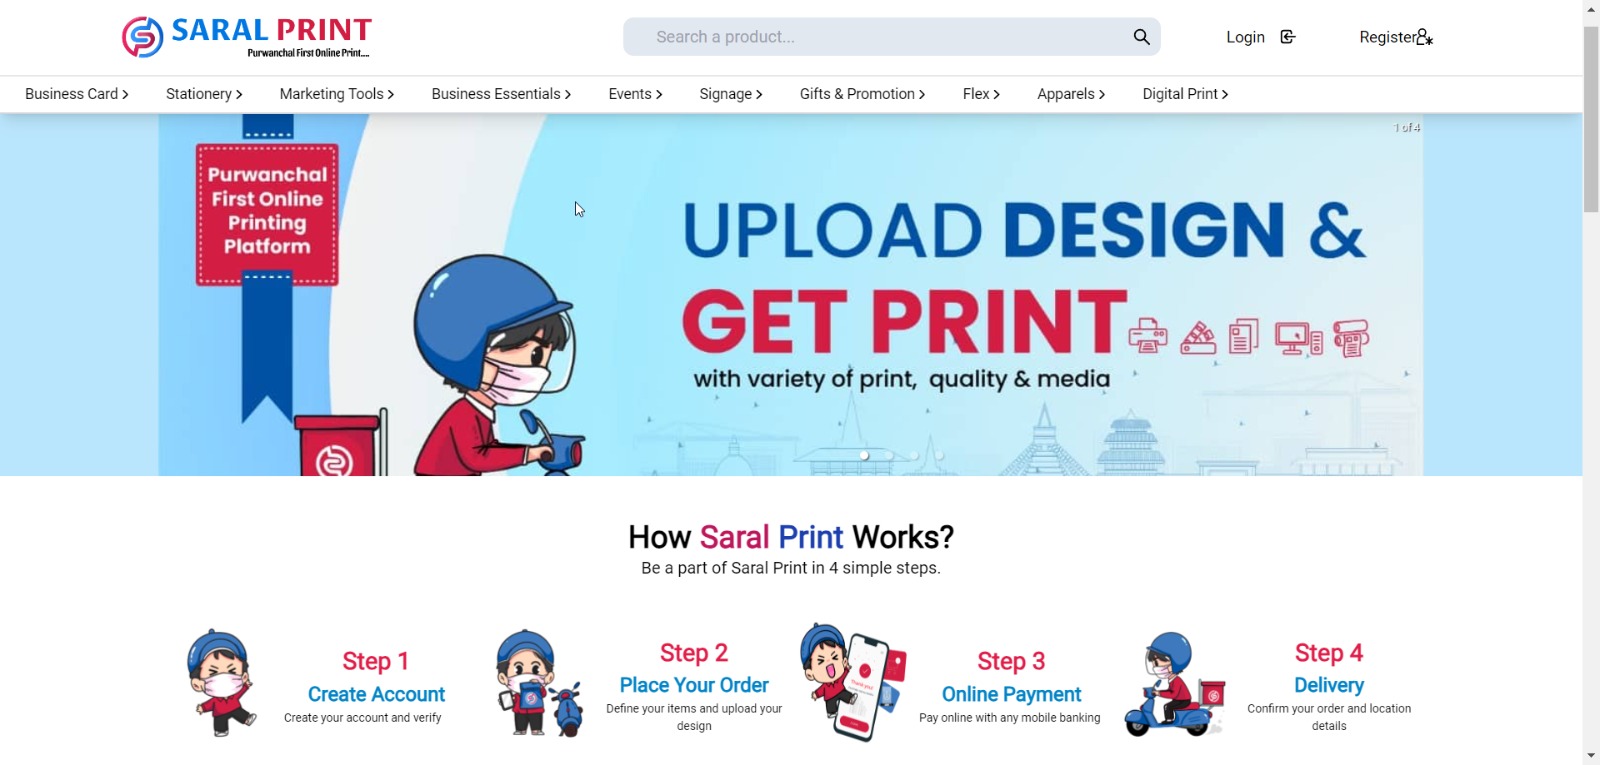 SARAL PRINT
Purwanchal First Online Print....
Search a product...
Login
Register
Business Card
Stationery
Marketing Tools
Business Essentials
Events
Signage
Gifts & Promotion
Flex
Apparels
Digital Print
1 of 4
Purwanchal
First Online
Printing
Platform
UPLOAD DESIGN &
GET PRINT
with variety of print, quality & media
How Saral Print Works?
Be a part of Saral Print in 4 simple steps.
Step 1
Create Account
Create your account and verify
Step 2
Place Your Order
Define your items and upload your
design
Thank you!
Step 3
Online Payment
Pay online with any mobile banking
Step 4
Delivery
Confirm your order and location
details